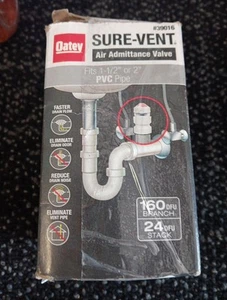 #39016
Oatey
SURE-VENT
Air Admittance Valve
Fits 1-1/2" or 2"
PVC Pipe
FASTER
DRAIN FLOW
ELIMINATE
DRAIN ODOR
REDUCE
DRAIN NOISE
ELIMINATE
VENT PIPE
160 DFU
BRANCH
24 DFU
STACK